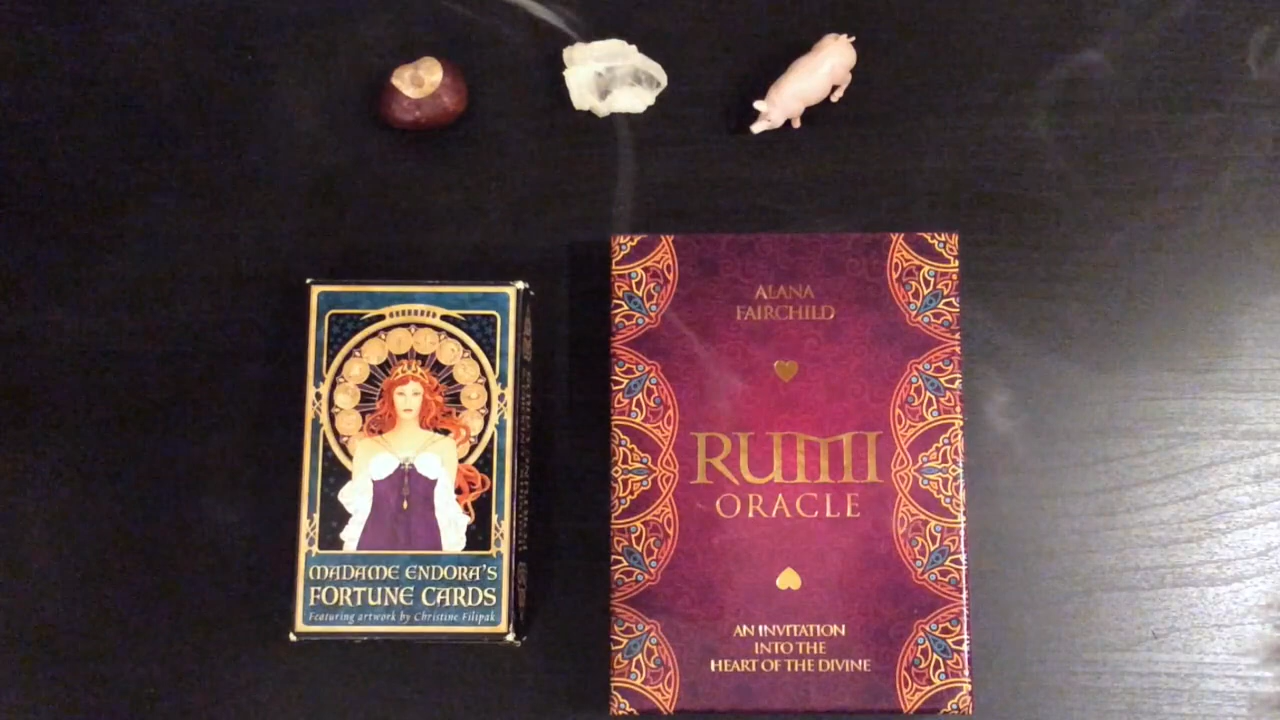 MADAME ENDORA'S
FORTUNE CARDS
Featuring artwork by Christine Filipak
ALANA
FAIRCHILD
RUMI
ORACLE
AN INVITATION
INTO THE
HEART OF THE DIVINE